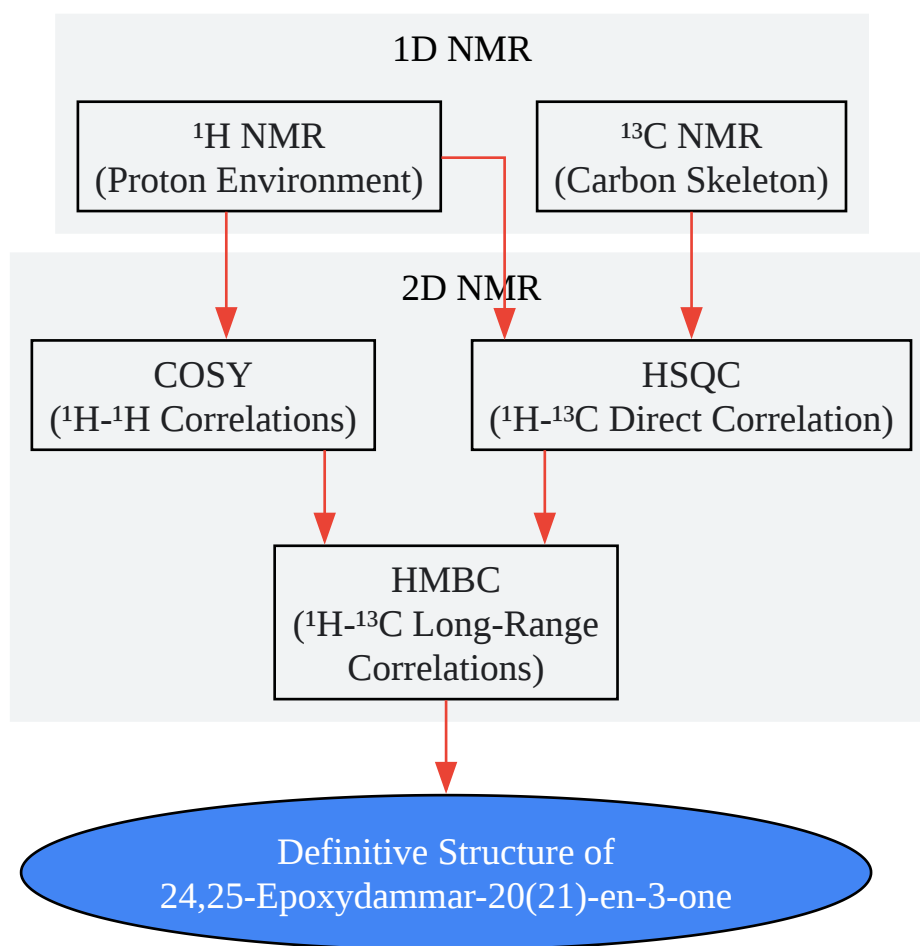 1D NMR
¹H NMR
(Proton Environment)
¹³C NMR
(Carbon Skeleton)
2D NMR
COSY
(¹H-¹H Correlations)
HSQC
(¹H-¹³C Direct Correlation)
HMBC
(¹H-¹³C Long-Range
Correlations)
Definitive Structure of
24,25-Epoxydammar-20(21)-en-3-one